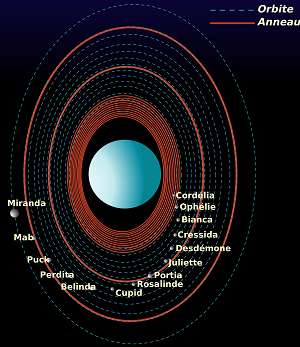 Orbite
Anneau
Cordélia
Ophélie
Bianca
Cressida
Desdémone
Juliette
Portia
Rosalinde
Cupid
Belinda
Perdita
Puck
Mab
Miranda